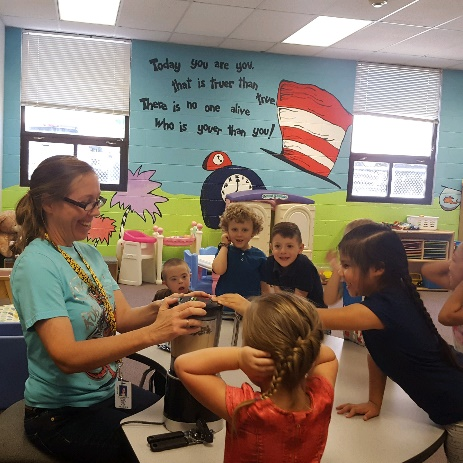 Today you are you,
that is truer than true.
There is no one alive
who is youer than you!